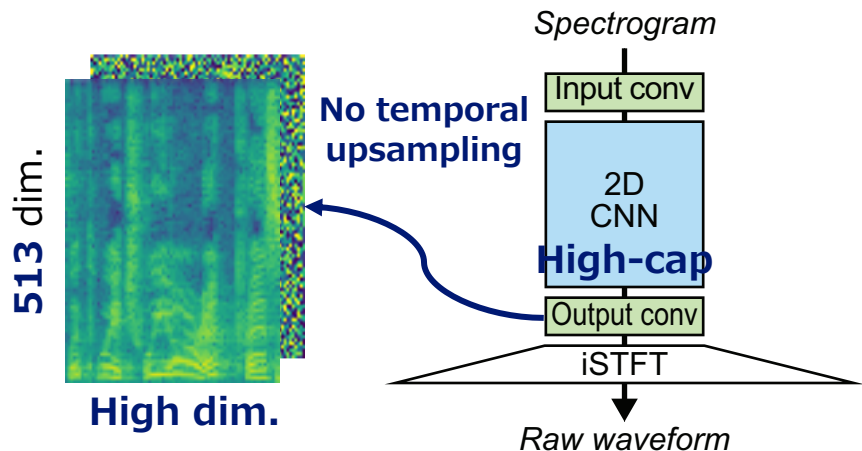 513 dim.
High dim.
No temporal
upsampling
Spectrogram
Input conv
2D
CNN
High-cap
Output conv
iSTFT
Raw waveform